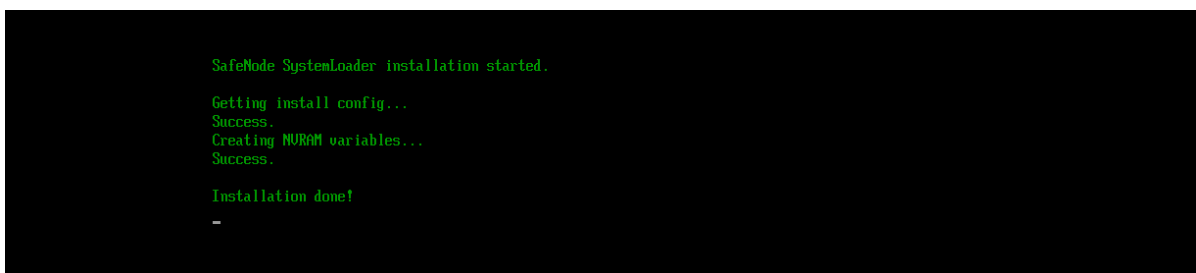 SafeNode SystemLoader installation started.
Getting install config...
Success.
Creating NVRAM variables...
Success.
Installation done!